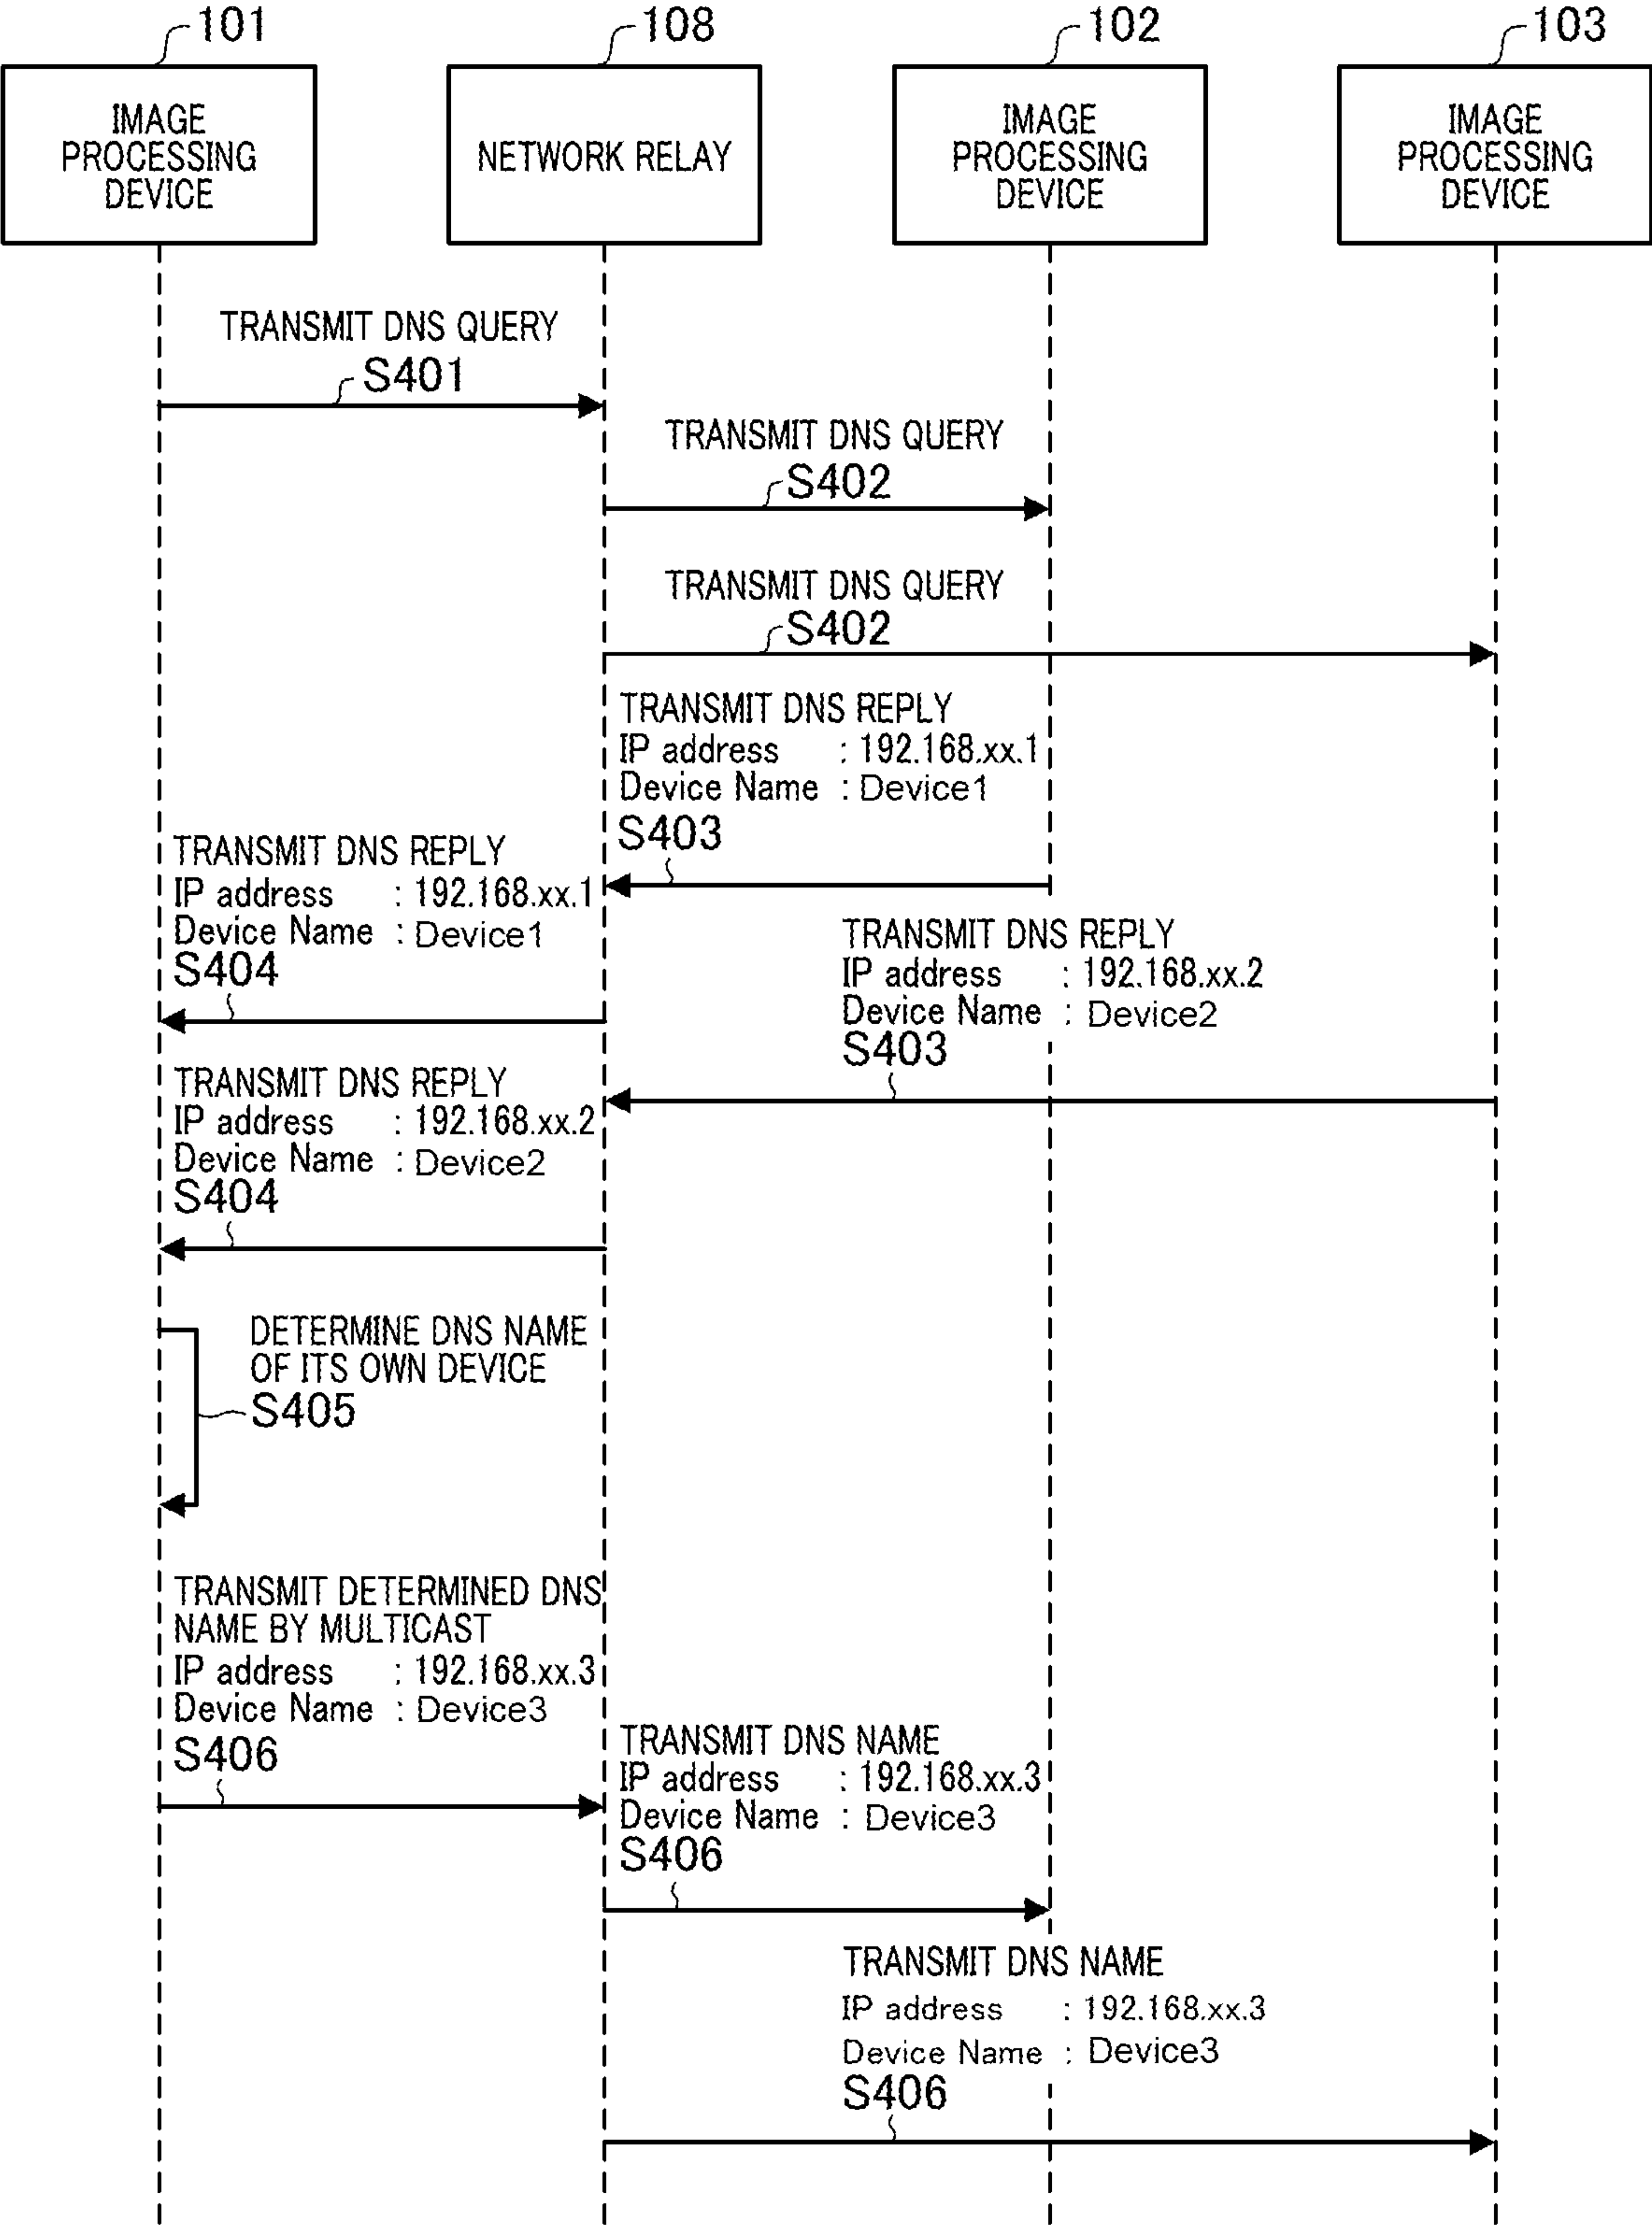 101
108
102
103
IMAGE
PROCESSING
DEVICE
NETWORK RELAY
IMAGE
PROCESSING
DEVICE
IMAGE
PROCESSING
DEVICE
TRANSMIT DNS QUERY
S401
TRANSMIT DNS QUERY
S402
TRANSMIT DNS QUERY
S402
TRANSMIT DNS REPLY
IP address : 192.168.xx.1
Device Name : Device1
S403
TRANSMIT DNS REPLY
IP address : 192.168.xx.1
Device Name : Device1
S404
TRANSMIT DNS REPLY
IP address : 192.168.xx.2
Device Name : Device2
S403
TRANSMIT DNS REPLY
IP address : 192.168.xx.2
Device Name : Device2
S404
DETERMINE DNS NAME
OF ITS OWN DEVICE
S405
TRANSMIT DETERMINED DNS
NAME BY MULTICAST
IP address : 192.168.xx.3
Device Name : Device3
S406
TRANSMIT DNS NAME
IP address : 192.168.xx.3
Device Name : Device3
S406
TRANSMIT DNS NAME
IP address : 192.168.xx.3
Device Name : Device3
S406